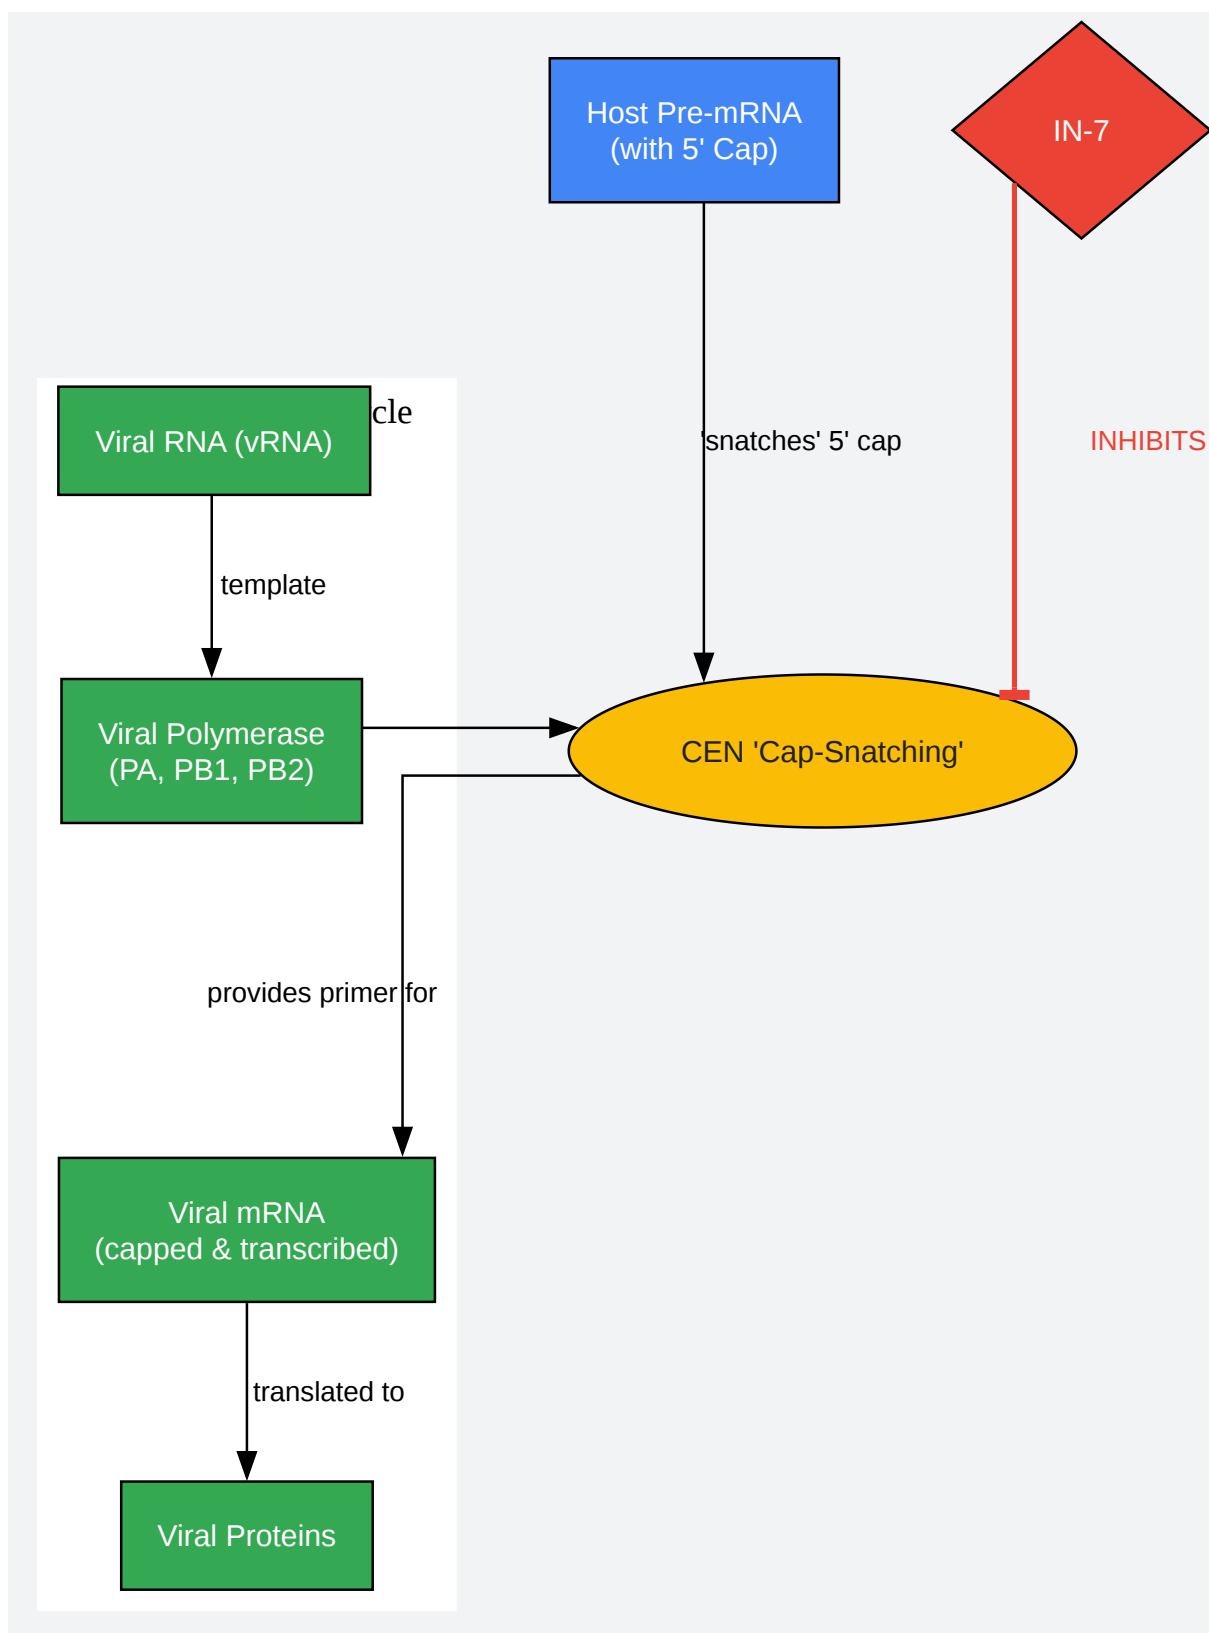 Host Pre-mRNA
(with 5' Cap)
IN-7
cle
Viral RNA (vRNA)
'snatches' 5' cap
INHIBITS
template
Viral Polymerase
(PA, PB1, PB2)
CEN 'Cap-Snatching'
provides primer for
Viral mRNA
(capped & transcribed)
translated to
Viral Proteins